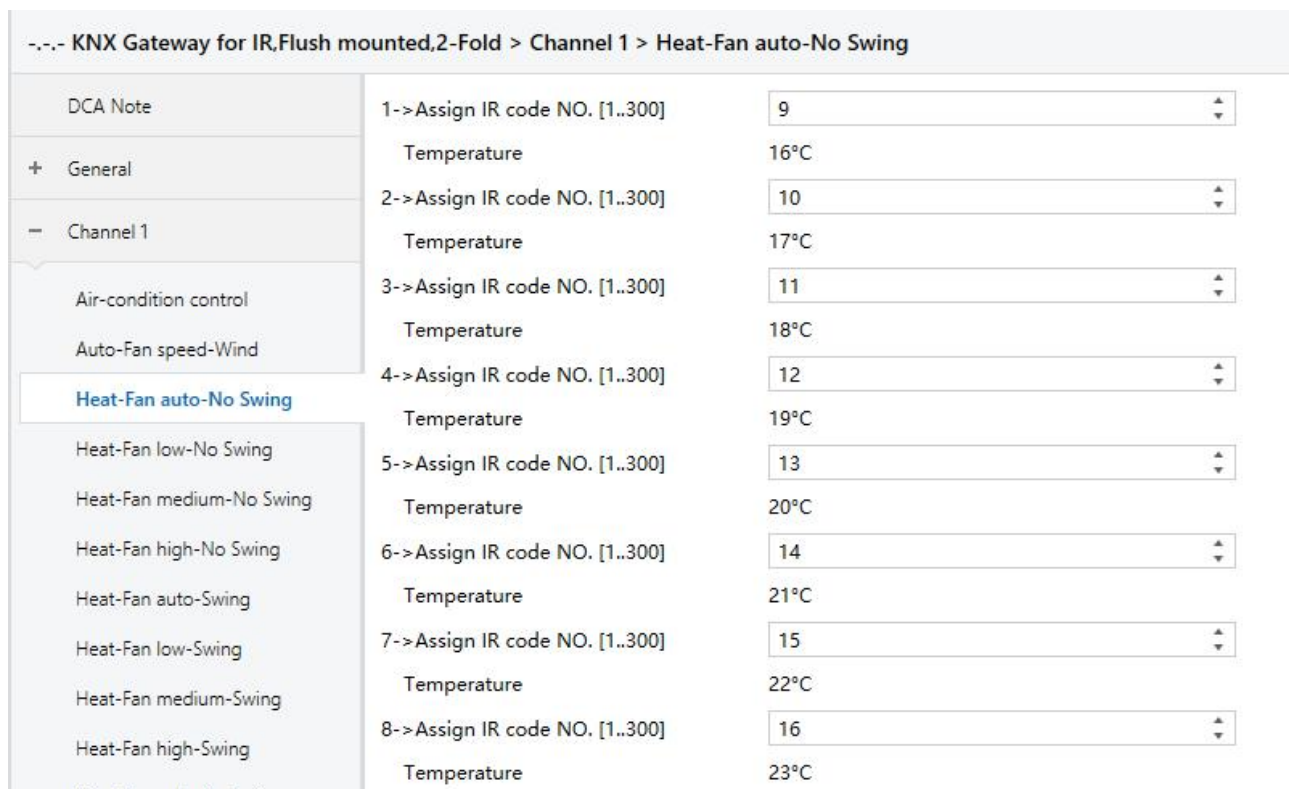 -.-.- KNX Gateway for IR,Flush mounted,2-Fold > Channel 1 > Heat-Fan auto-No Swing
DCA Note
+ General
− Channel 1
Air-condition control
Auto-Fan speed-Wind
Heat-Fan auto-No Swing
Heat-Fan low-No Swing
Heat-Fan medium-No Swing
Heat-Fan high-No Swing
Heat-Fan auto-Swing
Heat-Fan low-Swing
Heat-Fan medium-Swing
Heat-Fan high-Swing
1->Assign IR code NO. [1..300] 9
Temperature 16°C
2->Assign IR code NO. [1..300] 10
Temperature 17°C
3->Assign IR code NO. [1..300] 11
Temperature 18°C
4->Assign IR code NO. [1..300] 12
Temperature 19°C
5->Assign IR code NO. [1..300] 13
Temperature 20°C
6->Assign IR code NO. [1..300] 14
Temperature 21°C
7->Assign IR code NO. [1..300] 15
Temperature 22°C
8->Assign IR code NO. [1..300] 16
Temperature 23°C